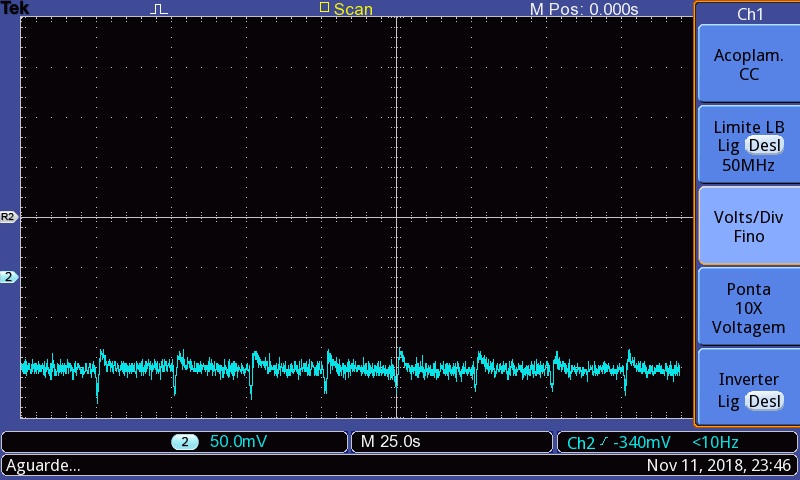 Tek
Scan
M Pos: 0.000s
Ch1
Acoplam.
CC
Limite LB
Lig Desl
50MHz
Volts/Div
Fino
Ponta
10X
Voltagem
Inverter
Lig Desl
R2
2
2 50.0mV
M 25.0s
Ch2 -340mV <10Hz
Aguarde...
Nov 11, 2018, 23:46